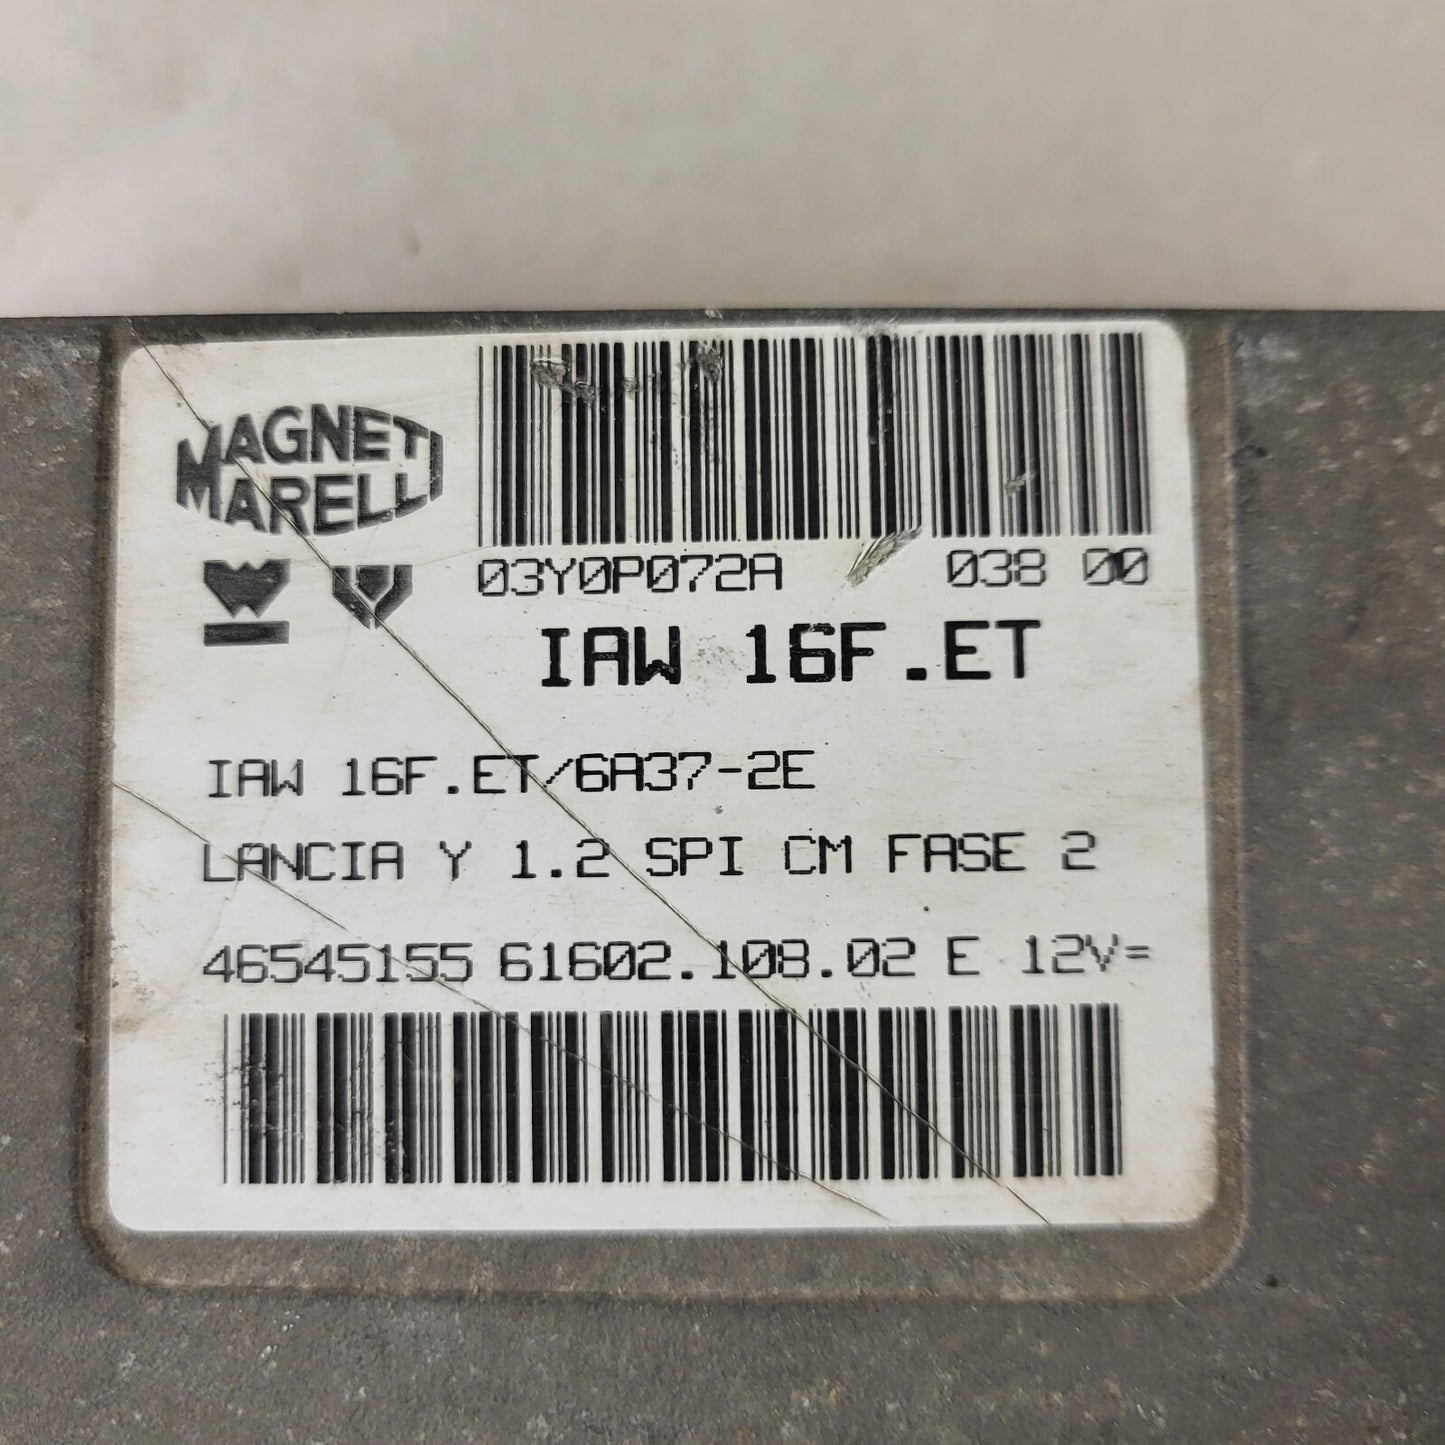 MAGNETI
MARELLI
03Y0P072A 038 00
IAW 16F.ET
IAW 16F.ET/6A37-2E
LANCIA Y 1.2 SPI CM FASE 2
46545155 61602.108.02 E 12V=